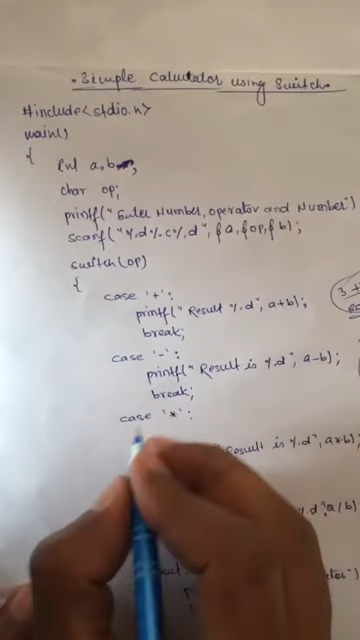 Simple Calculator using Switch
#include<stdio.h>
main()
{
int a,b;
char op;
printf("Enter Number, operator and Number")
scanf("%d%c%d", &a,&op,&b);
switch(op)
{
case '+':
printf("Result %d", a+b);
break;
case '-':
printf("Result is %d", a-b);
break;
case '*':
Result is %d", a*b);
%d", a/b)
3 +